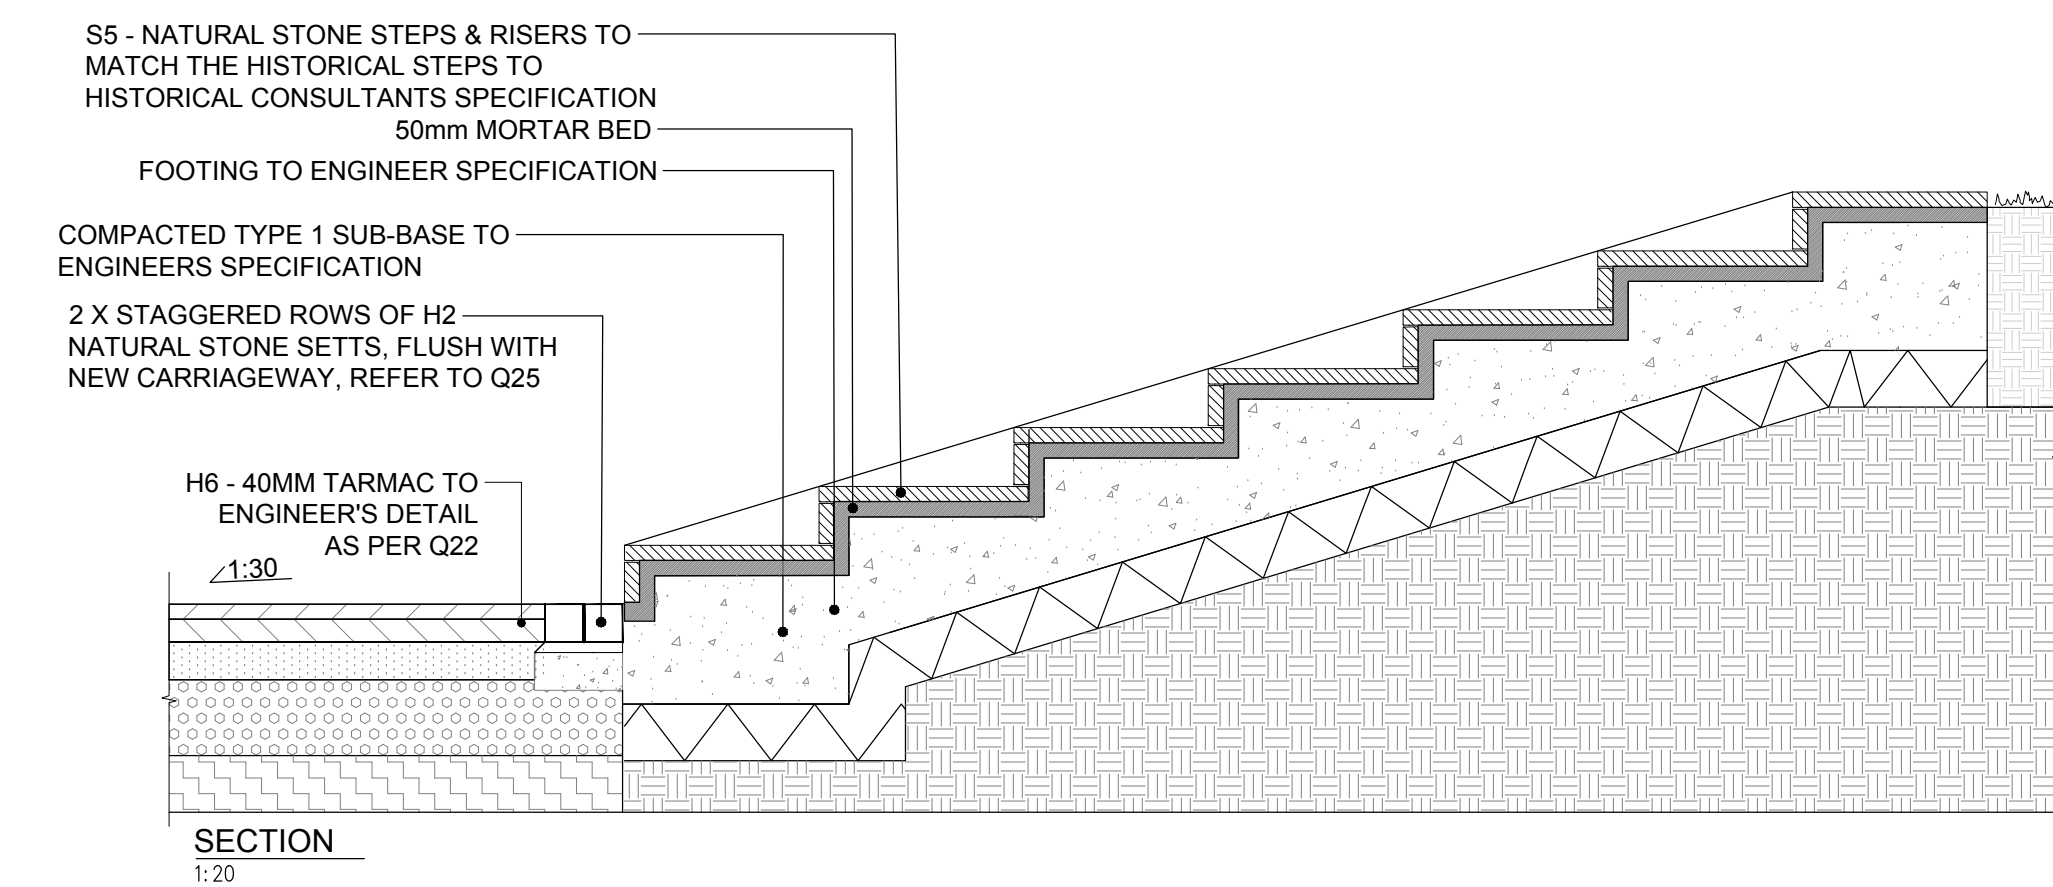 S5 - NATURAL STONE STEPS & RISERS TO
MATCH THE HISTORICAL STEPS TO
HISTORICAL CONSULTANTS SPECIFICATION
50mm MORTAR BED
FOOTING TO ENGINEER SPECIFICATION
COMPACTED TYPE 1 SUB-BASE TO
ENGINEERS SPECIFICATION
2 X STAGGERED ROWS OF H2
NATURAL STONE SETTS, FLUSH WITH
NEW CARRIAGEWAY, REFER TO Q25
H6 - 40MM TARMAC TO
ENGINEER'S DETAIL
AS PER Q22
1:30
SECTION
1:20